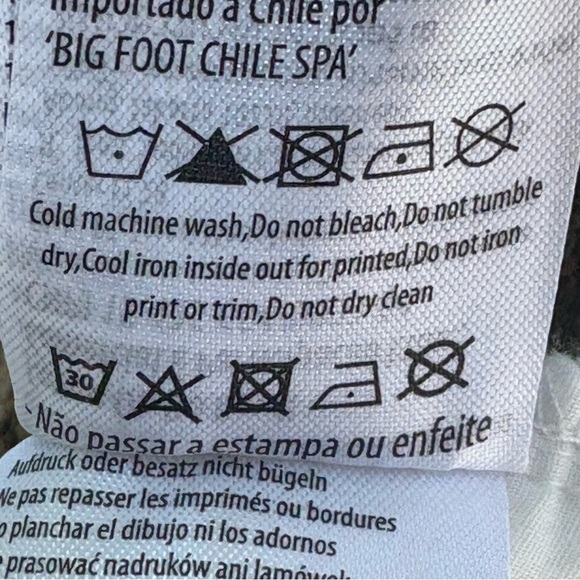 Importado a Chile por
'BIG FOOT CHILE SPA'
Cold machine wash,Do not bleach,Do not tumble
dry,Cool iron inside out for printed,Do not iron
print or trim,Do not dry clean
30
Não passar a estampa ou enfeite
Aufdruck oder besatz nicht bügeln
Ne pas repasser les imprimés ou bordures
planchar el dibujo ni los adornos
prasować nadruków ani lamówek